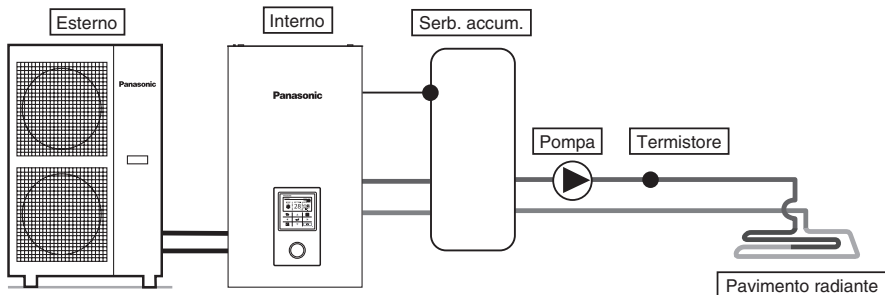 Esterno
Interno
Serb. accum.
Panasonic
Panasonic
Pompa
Termistore
Pavimento radiante